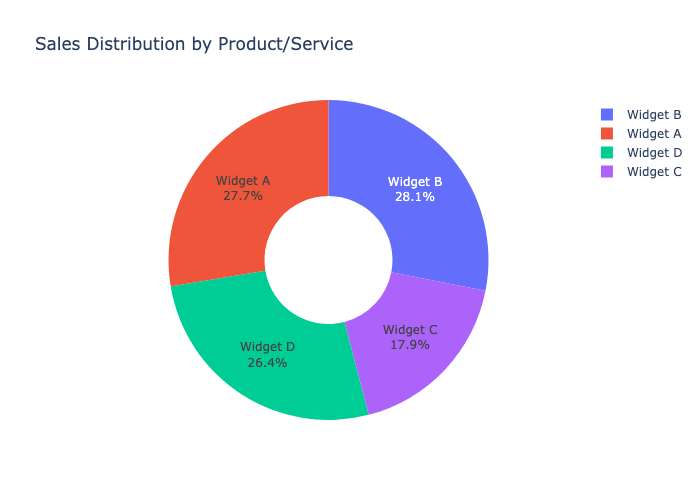 Sales Distribution by Product/Service
Widget B
28.1%
Widget C
17.9%
Widget D
26.4%
Widget A
27.7%
Widget B
Widget A
Widget D
Widget C